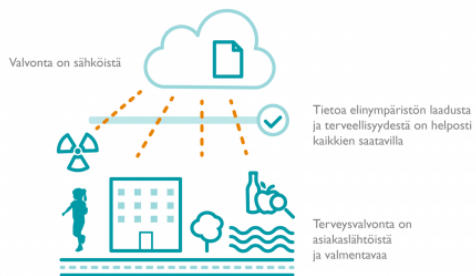 Valvonta on sähköistä
Tietoa elinympäristön laadusta
ja terveellisyydestä on helposti
kaikkien saatavilla
Terveysvalvonta on
asiakaslähtöistä
ja valmentavaa